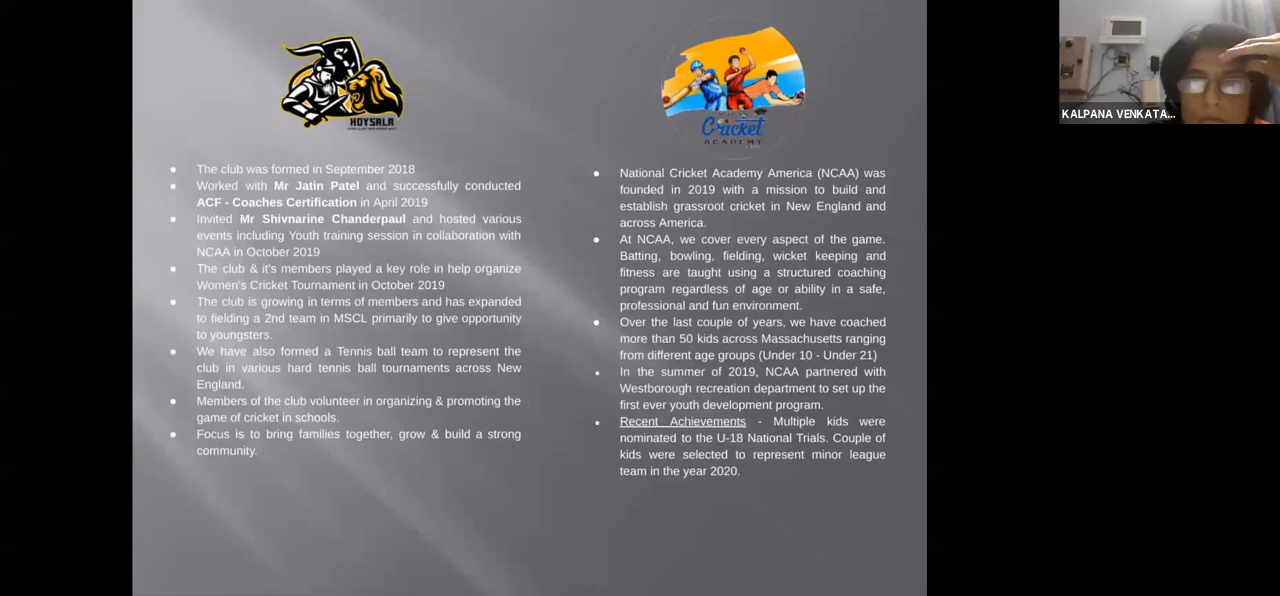 HOYSALA
● The club was formed in September 2018
● Worked with Mr Jatin Patel and successfully conducted
ACF - Coaches Certification in April 2019
● Invited Mr Shivnarine Chanderpaul and hosted various
events including Youth training session in collaboration with
NCAA in October 2019
● The club & it's members played a key role in help organize
Women's Cricket Tournament in October 2019
● The club is growing in terms of members and has expanded
to fielding a 2nd team in MSCL primarily to give opportunity
to youngsters.
● We have also formed a Tennis ball team to represent the
club in various hard tennis ball tournaments across New
England.
● Members of the club volunteer in organizing & promoting the
game of cricket in schools.
● Focus is to bring families together, grow & build a strong
community.
Cricket
ACADEMY
● National Cricket Academy America (NCAA) was
founded in 2019 with a mission to build and
establish grassroot cricket in New England and
across America.
● At NCAA, we cover every aspect of the game.
Batting, bowling, fielding, wicket keeping and
fitness are taught using a structured coaching
program regardless of age or ability in a safe,
professional and fun environment.
● Over the last couple of years, we have coached
more than 50 kids across Massachusetts ranging
from different age groups (Under 10 - Under 21)
● In the summer of 2019, NCAA partnered with
Westborough recreation department to set up the
first ever youth development program.
● Recent Achievements - Multiple kids were
nominated to the U-18 National Trials. Couple of
kids were selected to represent minor league
team in the year 2020.
KALPANA VENKATA...